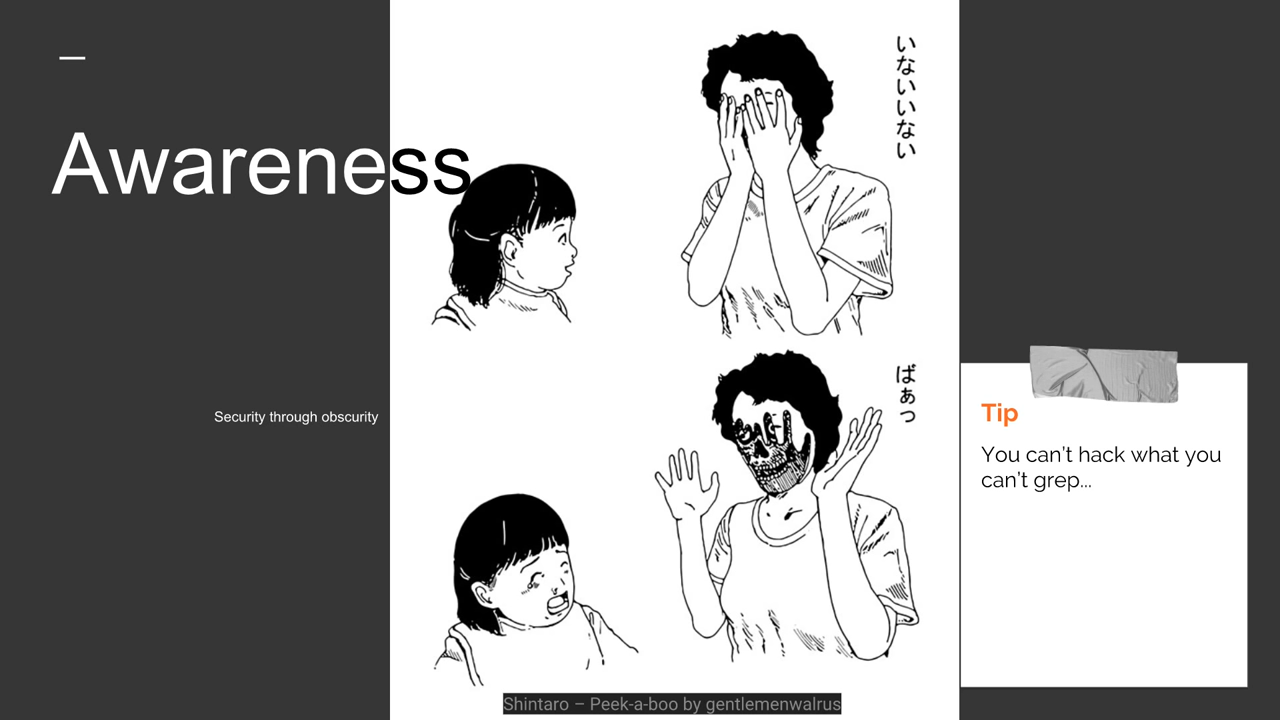 Awareness
いないいない
ばぁっ
Security through obscurity
Tip
You can't hack what you
can't grep...
Shintaro – Peek-a-boo by gentlemenwalrus